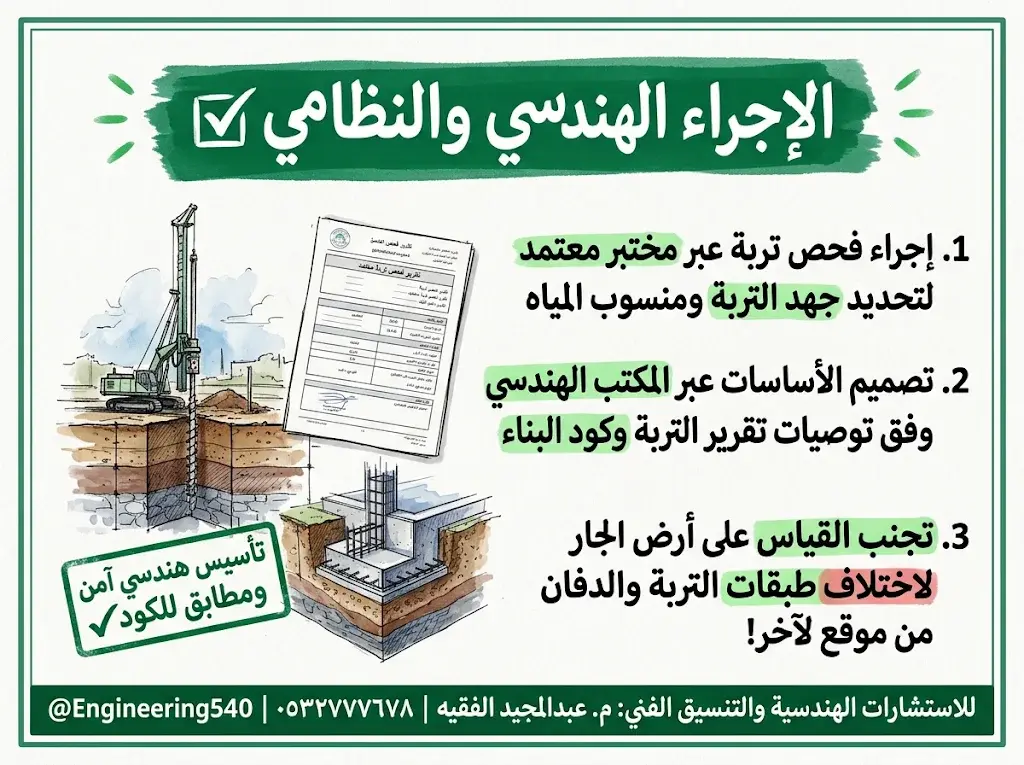 الإجراء الهندسي والنظامي
تقرير فحص تربة معتمد
1. إجراء فحص تربة عبر مختبر معتمد
لتحديد جهد التربة ومنسوب المياه
2. تصميم الأساسات عبر المكتب الهندسي
وفق توصيات تقرير التربة وكود البناء
3. تجنب القياس على أرض الجار
لاختلاف طبقات التربة والدفان
من موقع لآخر!
تأسيس هندسي آمن
ومطابق للكود ✓
للاستشارات الهندسية والتنسيق الفني: م. عبدالمجيد الفقيه | ٠٥٣٢٧٧٧٦٧٨ | @Engineering540